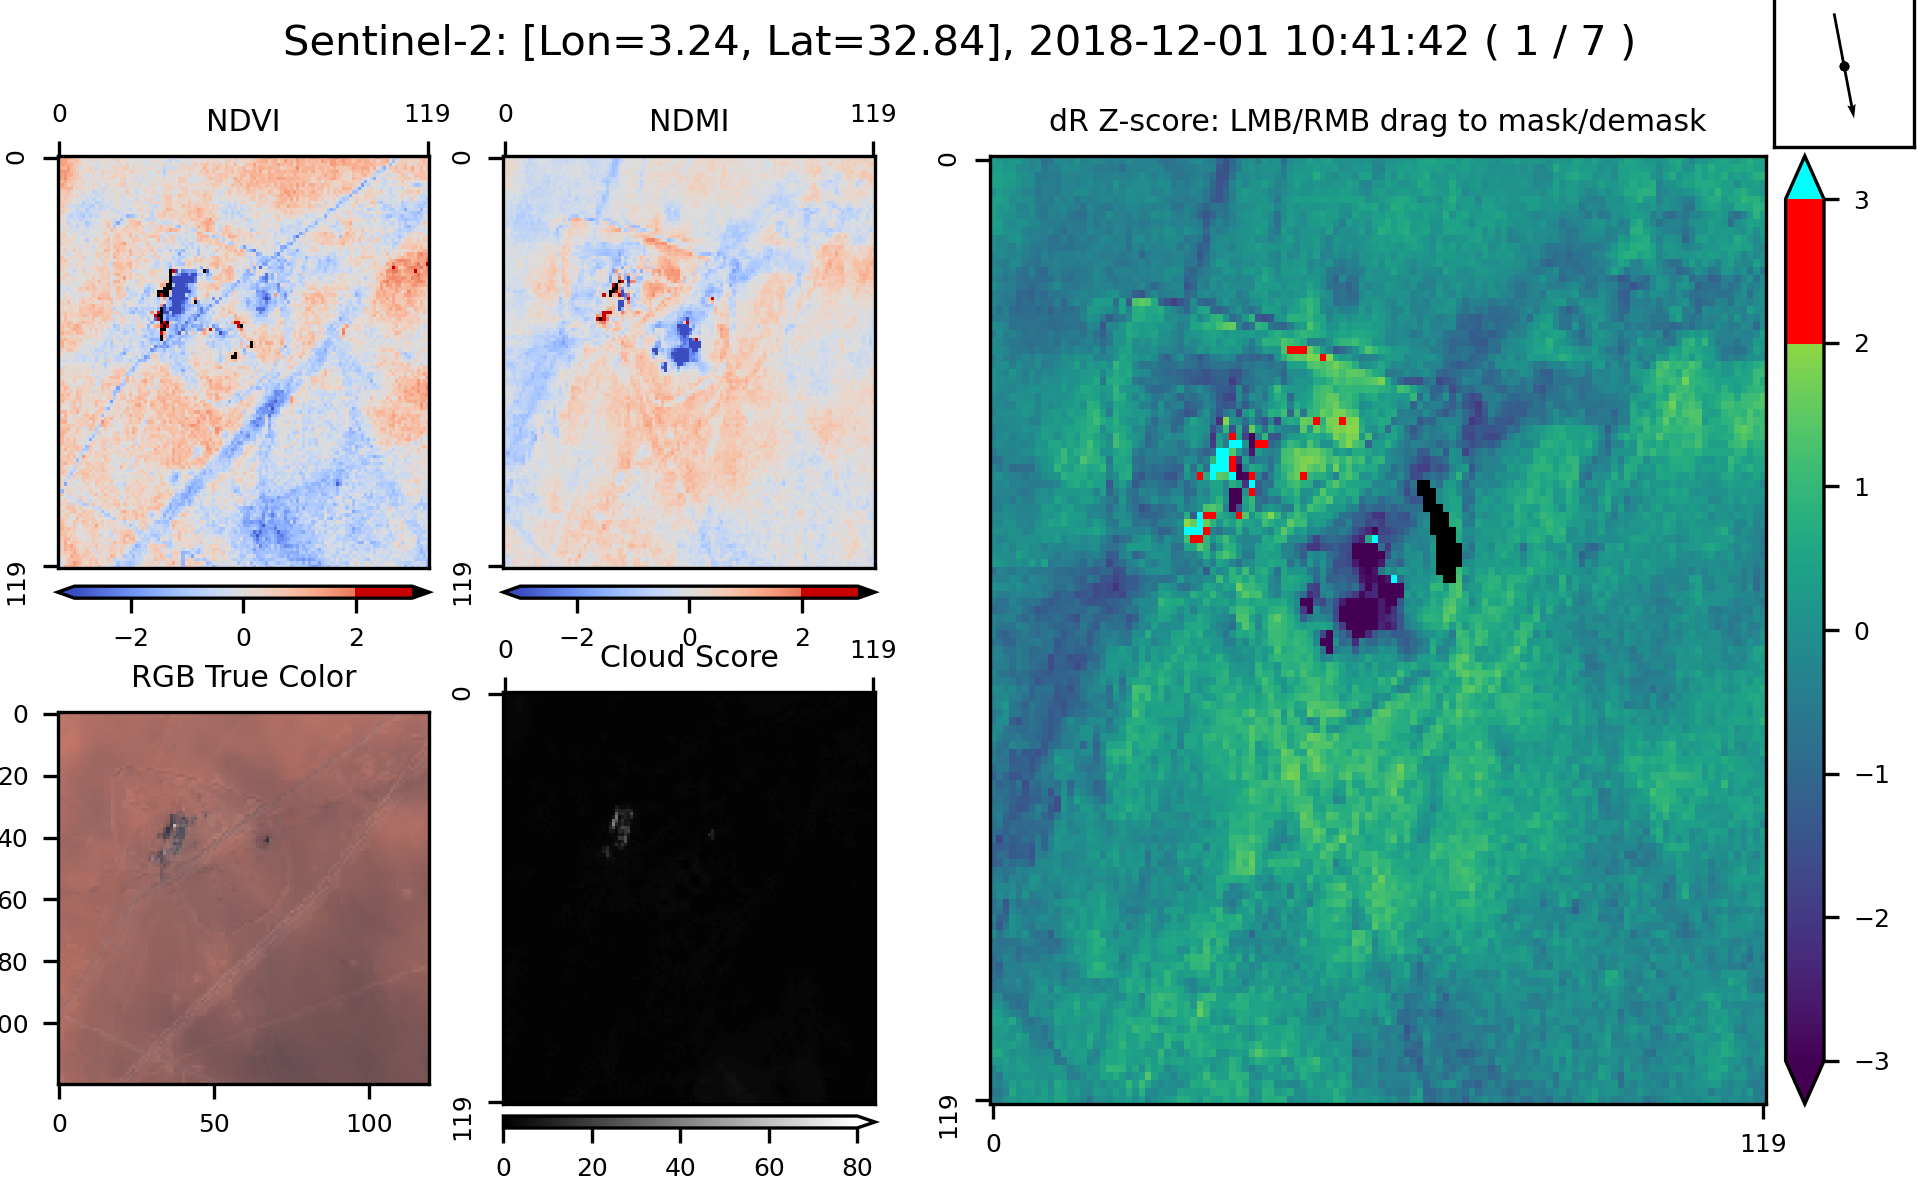 Sentinel-2: [Lon=3.24, Lat=32.84], 2018-12-01 10:41:42 ( 1 / 7 )
0 119
NDVI
0
119
−2 0 2
0 119
NDMI
0
119
−2 0 2
dR Z-score: LMB/RMB drag to mask/demask
0
119
0 119
3
2
1
0
−1
−2
−3
RGB True Color
0
20
40
60
80
00
0 50 100
0 119
Cloud Score
0
119
0 20 40 60 80